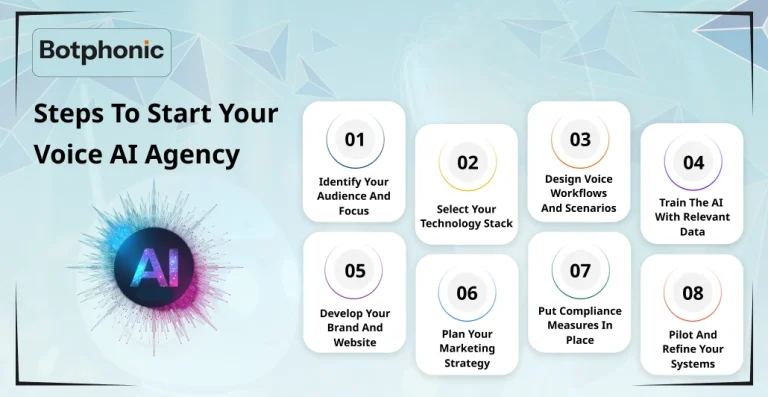 Botphonic
Steps To Start Your
Voice AI Agency
AI
01
Identify Your
Audience And
Focus
02
Select Your
Technology Stack
03
Design Voice
Workflows
And Scenarios
04
Train The AI
With Relevant
Data
05
Develop Your
Brand And
Website
06
Plan Your
Marketing
Strategy
07
Put Compliance
Measures In
Place
08
Pilot And
Refine Your
Systems